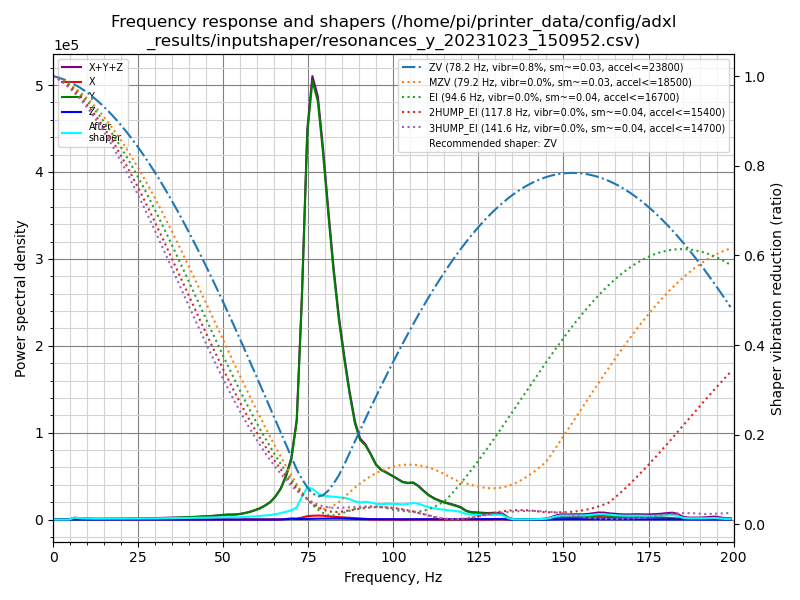 Frequency response and shapers (/home/pi/printer_data/config/adxl
_results/inputshaper/resonances_y_20231023_150952.csv)
1e5
X+Y+Z
X
Y
Z
After
shaper
ZV (78.2 Hz, vibr=0.8%, sm~=0.03, accel<=23800)
MZV (79.2 Hz, vibr=0.0%, sm~=0.03, accel<=18500)
EI (94.6 Hz, vibr=0.0%, sm~=0.04, accel<=16700)
2HUMP_EI (117.8 Hz, vibr=0.0%, sm~=0.04, accel<=15400)
3HUMP_EI (141.6 Hz, vibr=0.0%, sm~=0.04, accel<=14700)
Recommended shaper: ZV
Power spectral density
5
4
3
2
1
0
1.0
0.8
0.6
0.4
0.2
0.0
Shaper vibration reduction (ratio)
0 25 50 75 100 125 150 175 200
Frequency, Hz